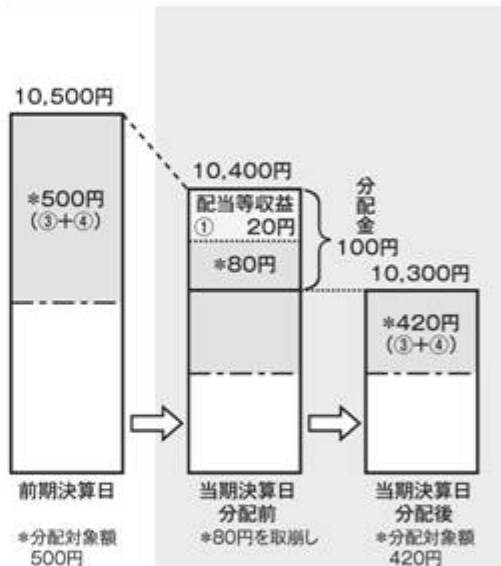 10,500円
*500円
(③+④)
前期決算日
*分配対象額
500円
10,400円
配当等収益
① 20円
*80円
分配金
100円
当期決算日
分配前
*80円を取崩し
10,300円
*420円
(③+④)
当期決算日
分配後
*分配対象額
420円